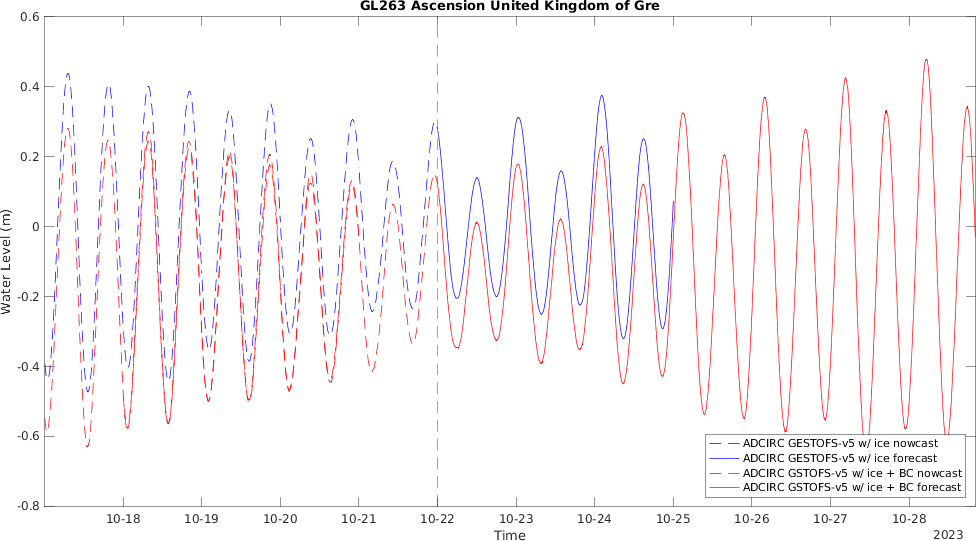 GL263 Ascension United Kingdom of Gre
0.6
0.4
0.2
0
-0.2
-0.4
-0.6
-0.8
Water Level (m)
ADCIRC GESTOFS-v5 w/ ice nowcast
ADCIRC GESTOFS-v5 w/ ice forecast
ADCIRC GSTOFS-v5 w/ ice + BC nowcast
ADCIRC GSTOFS-v5 w/ ice + BC forecast
10-18 10-19 10-20 10-21 10-22 10-23 10-24 10-25 10-26 10-27 10-28
Time
2023